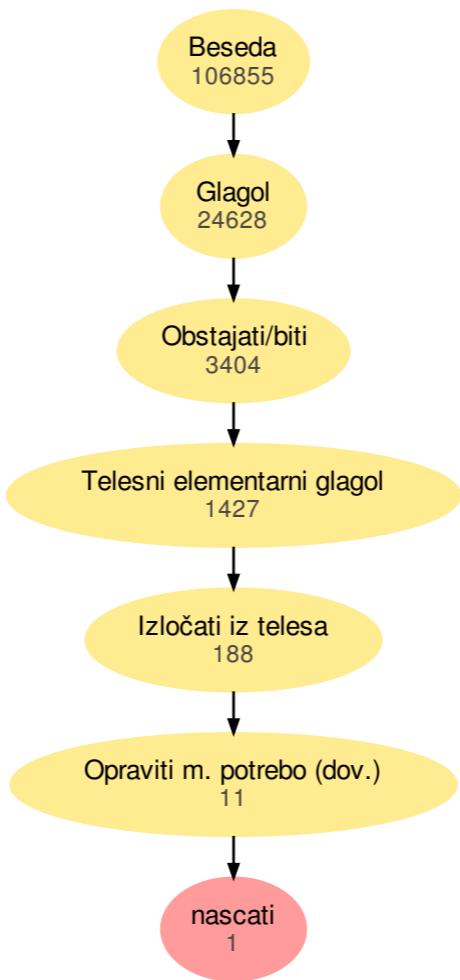 Beseda
106855
Glagol
24628
Obstajati/biti
3404
Telesni elementarni glagol
1427
Izločati iz telesa
188
Opraviti m. potrebo (dov.)
11
nascati
1